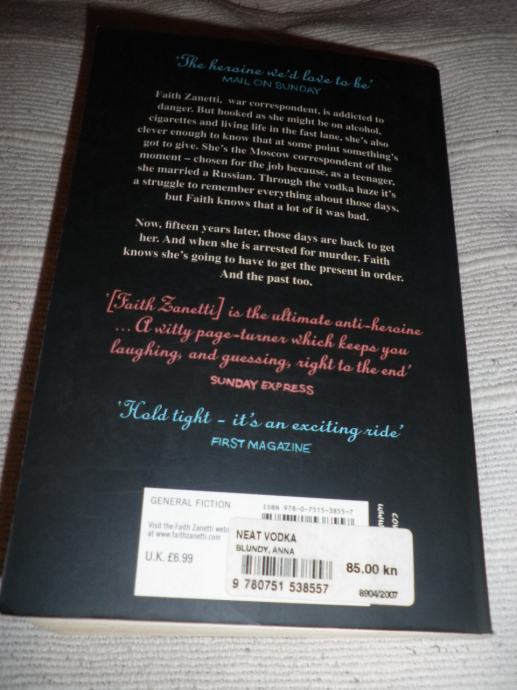 'The heroine we'd love to be'
MAIL ON SUNDAY
Faith Zanetti, war correspondent, is addicted to
danger. But hooked as she might be on alcohol,
cigarettes and living life in the fast lane, she's also
clever enough to know that at some point something's
got to give. She's the Moscow correspondent of the
moment – chosen for the job because, as a teenager,
she married a Russian. Through the vodka haze it's
a struggle to remember everything about those days,
but Faith knows that a lot of it was bad.
Now, fifteen years later, those days are back to get
her. And when she is arrested for murder, Faith
knows she's going to have to get the present in order.
And the past too.
'[Faith Zanetti] is the ultimate anti-heroine
... A witty page-turner which keeps you
laughing, and guessing, right to the end'
SUNDAY EXPRESS
'Hold tight – it's an exciting ride'
FIRST MAGAZINE
GENERAL FICTION
ISBN 978-0-7515-3855-7
Visit the Faith Zanetti
at www.faithzanetti.com
U.K. £6.99
NEAT VODKA
BLUNDY, ANNA
85.00 kn
9 780751 538557
8904/2007